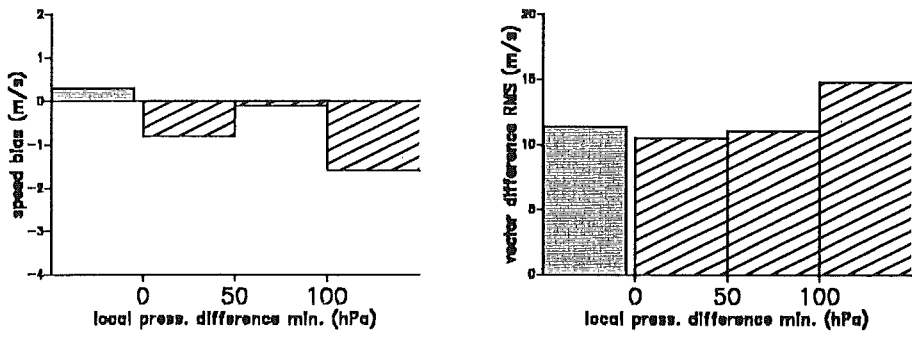 speed bias (m/s)
2
1
0
-1
-2
-3
-4
0 50 100
local press. difference min. (hPa)
vector difference RMS (m/s)
20
15
10
5
0
0 50 100
local press. difference min. (hPa)